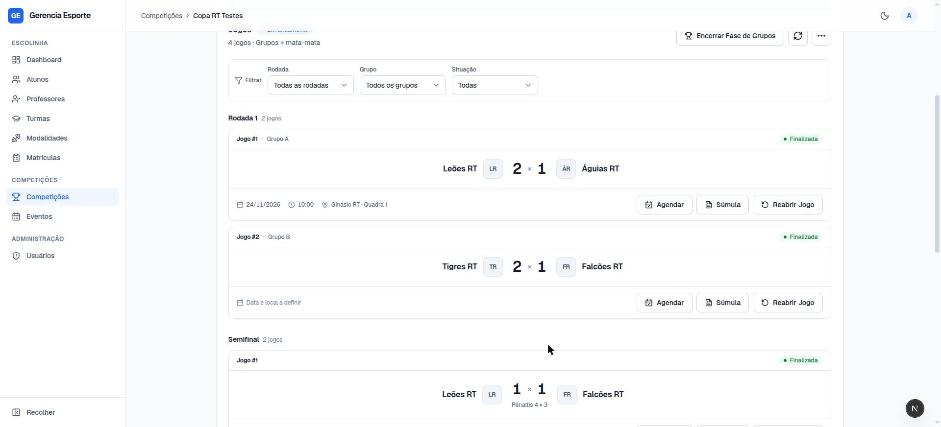 GE Gerencia Esporte
Competições > Copa RT Testes
A
ESCOLINHA
Dashboard
Alunos
Professores
Turmas
Modalidades
Matrículas
COMPETIÇÕES
Competições
Eventos
ADMINISTRAÇÃO
Usuários
Recolher
4 jogos · Grupos + mata-mata
Encerrar Fase de Grupos
Filtrar
Rodada
Todas as rodadas
Grupo
Todos os grupos
Situação
Todas
Rodada 1 2 jogos
Jogo #1 · Grupo A
Finalizada
Leões RT LR 2 × 1 ÁR Águias RT
24/11/2026 10:00 Ginásio RT · Quadra 1
Agendar Súmula Reabrir Jogo
Jogo #2 · Grupo B
Finalizada
Tigres RT TR 2 × 1 FR Falcões RT
Data e local a definir
Agendar Súmula Reabrir Jogo
Semifinal 2 jogos
Jogo #1
Finalizada
Leões RT LR 1 × 1 FR Falcões RT
Pênaltis 4 × 3
N